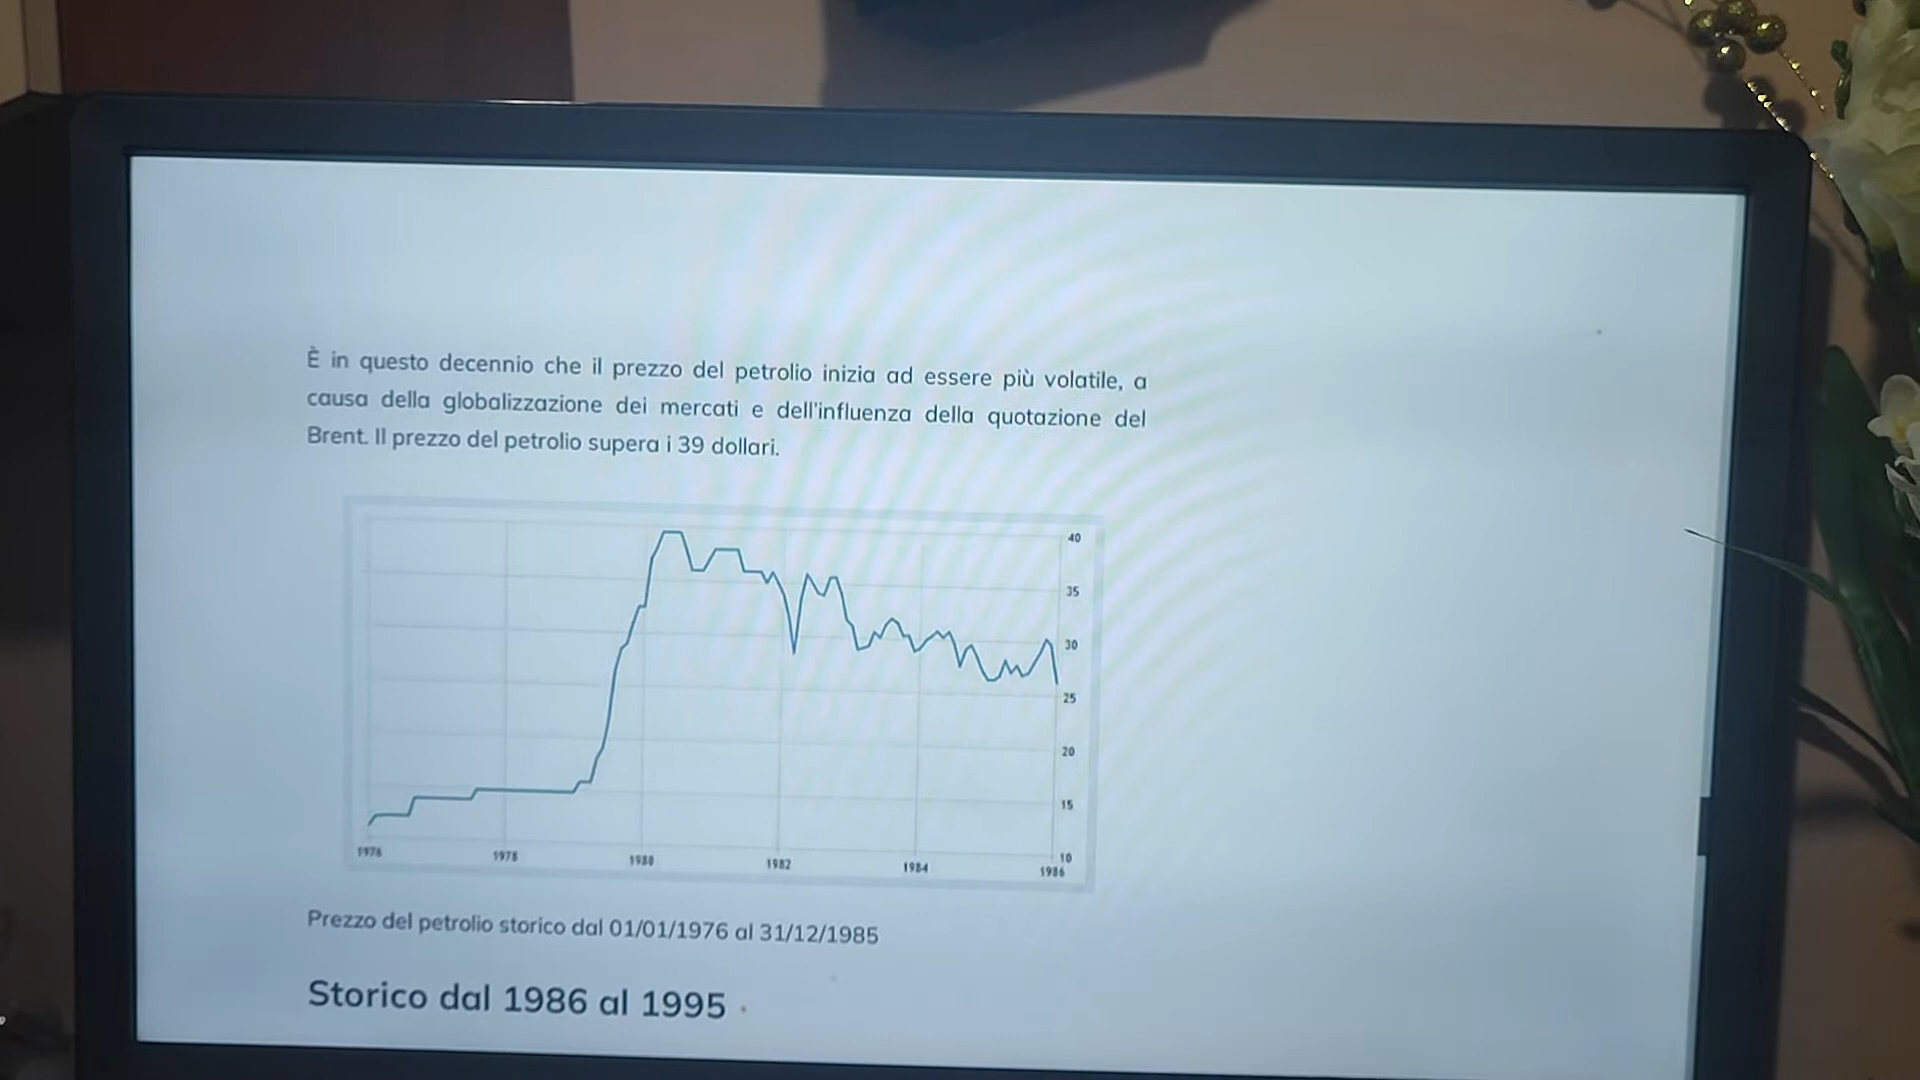 È in questo decennio che il prezzo del petrolio inizia ad essere più volatile, a
causa della globalizzazione dei mercati e dell'influenza della quotazione del
Brent. Il prezzo del petrolio supera i 39 dollari.
40
35
30
25
20
15
10
1976 1978 1980 1982 1984 1986
Prezzo del petrolio storico dal 01/01/1976 al 31/12/1985
Storico dal 1986 al 1995